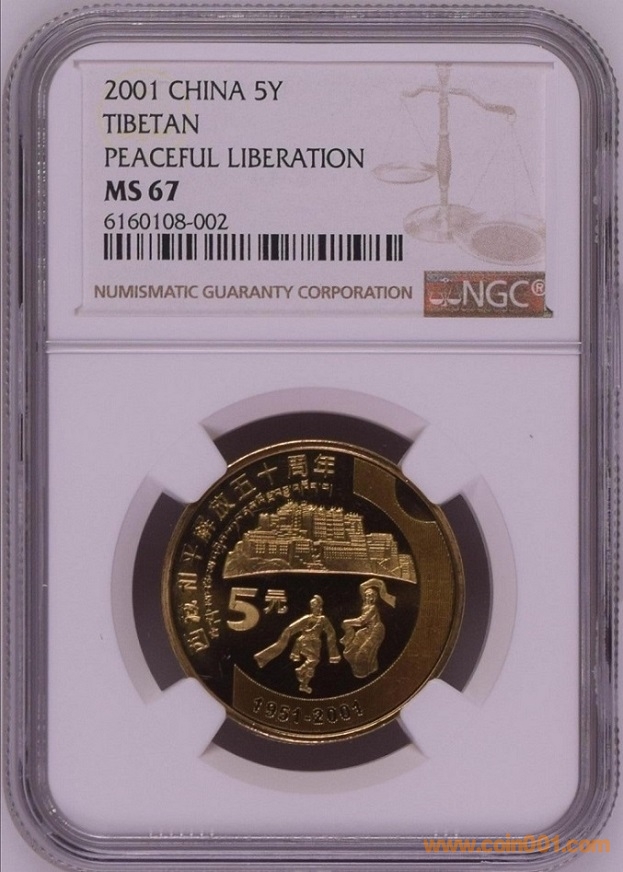 2001 CHINA 5Y
TIBETAN
PEACEFUL LIBERATION
MS 67
6160108-002
NUMISMATIC GUARANTY CORPORATION
NGC®
西藏和平解放五十周年
5元
1951-2001
www.coin001.com